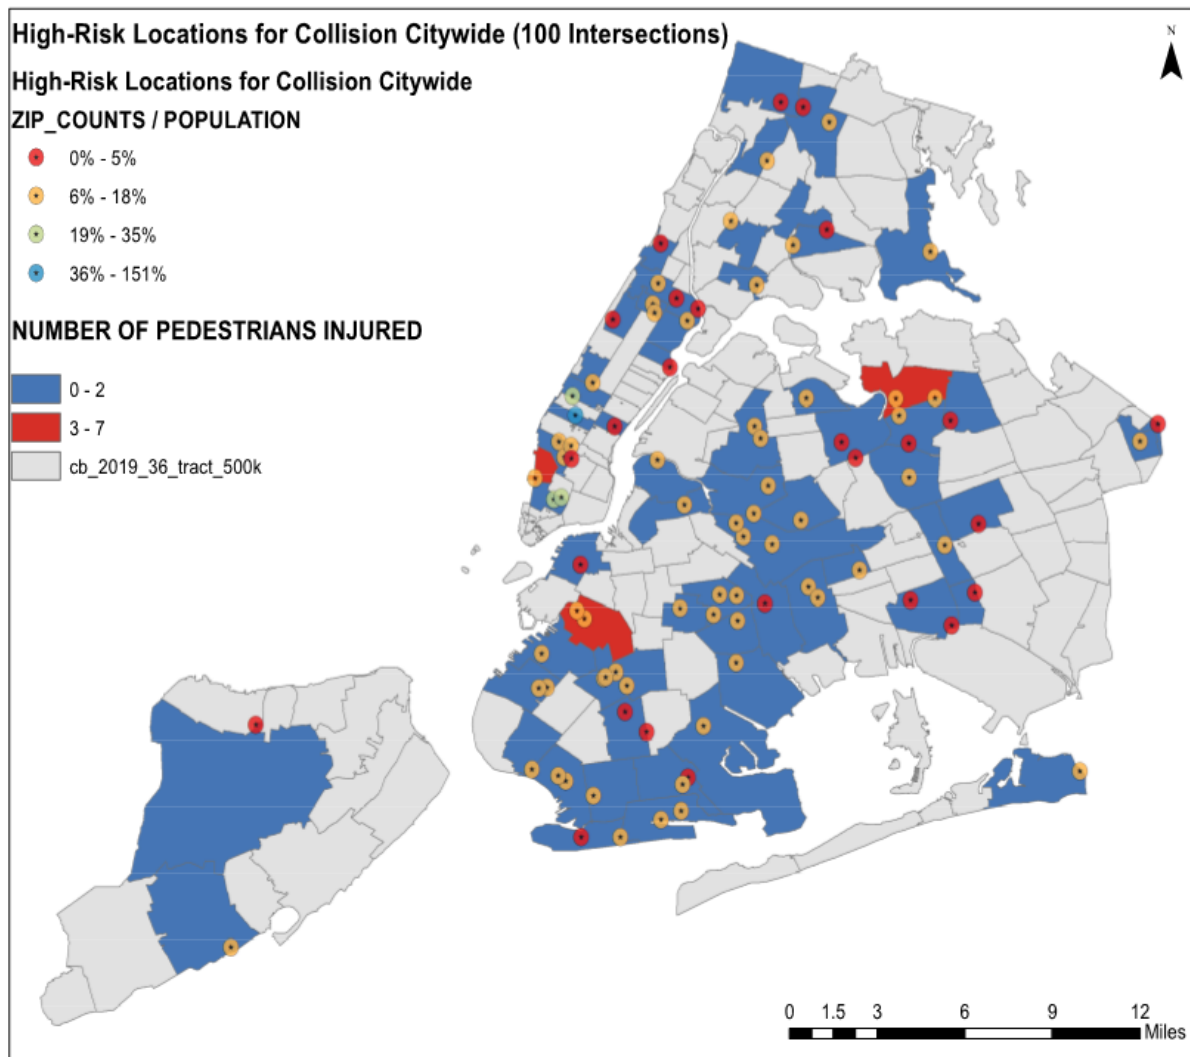 High-Risk Locations for Collision Citywide (100 Intersections)
High-Risk Locations for Collision Citywide
ZIP_COUNTS / POPULATION
0% - 5%
6% - 18%
19% - 35%
36% - 151%
NUMBER OF PEDESTRIANS INJURED
0 - 2
3 - 7
cb_2019_36_tract_500k
N
0 1.5 3 6 9 12
Miles